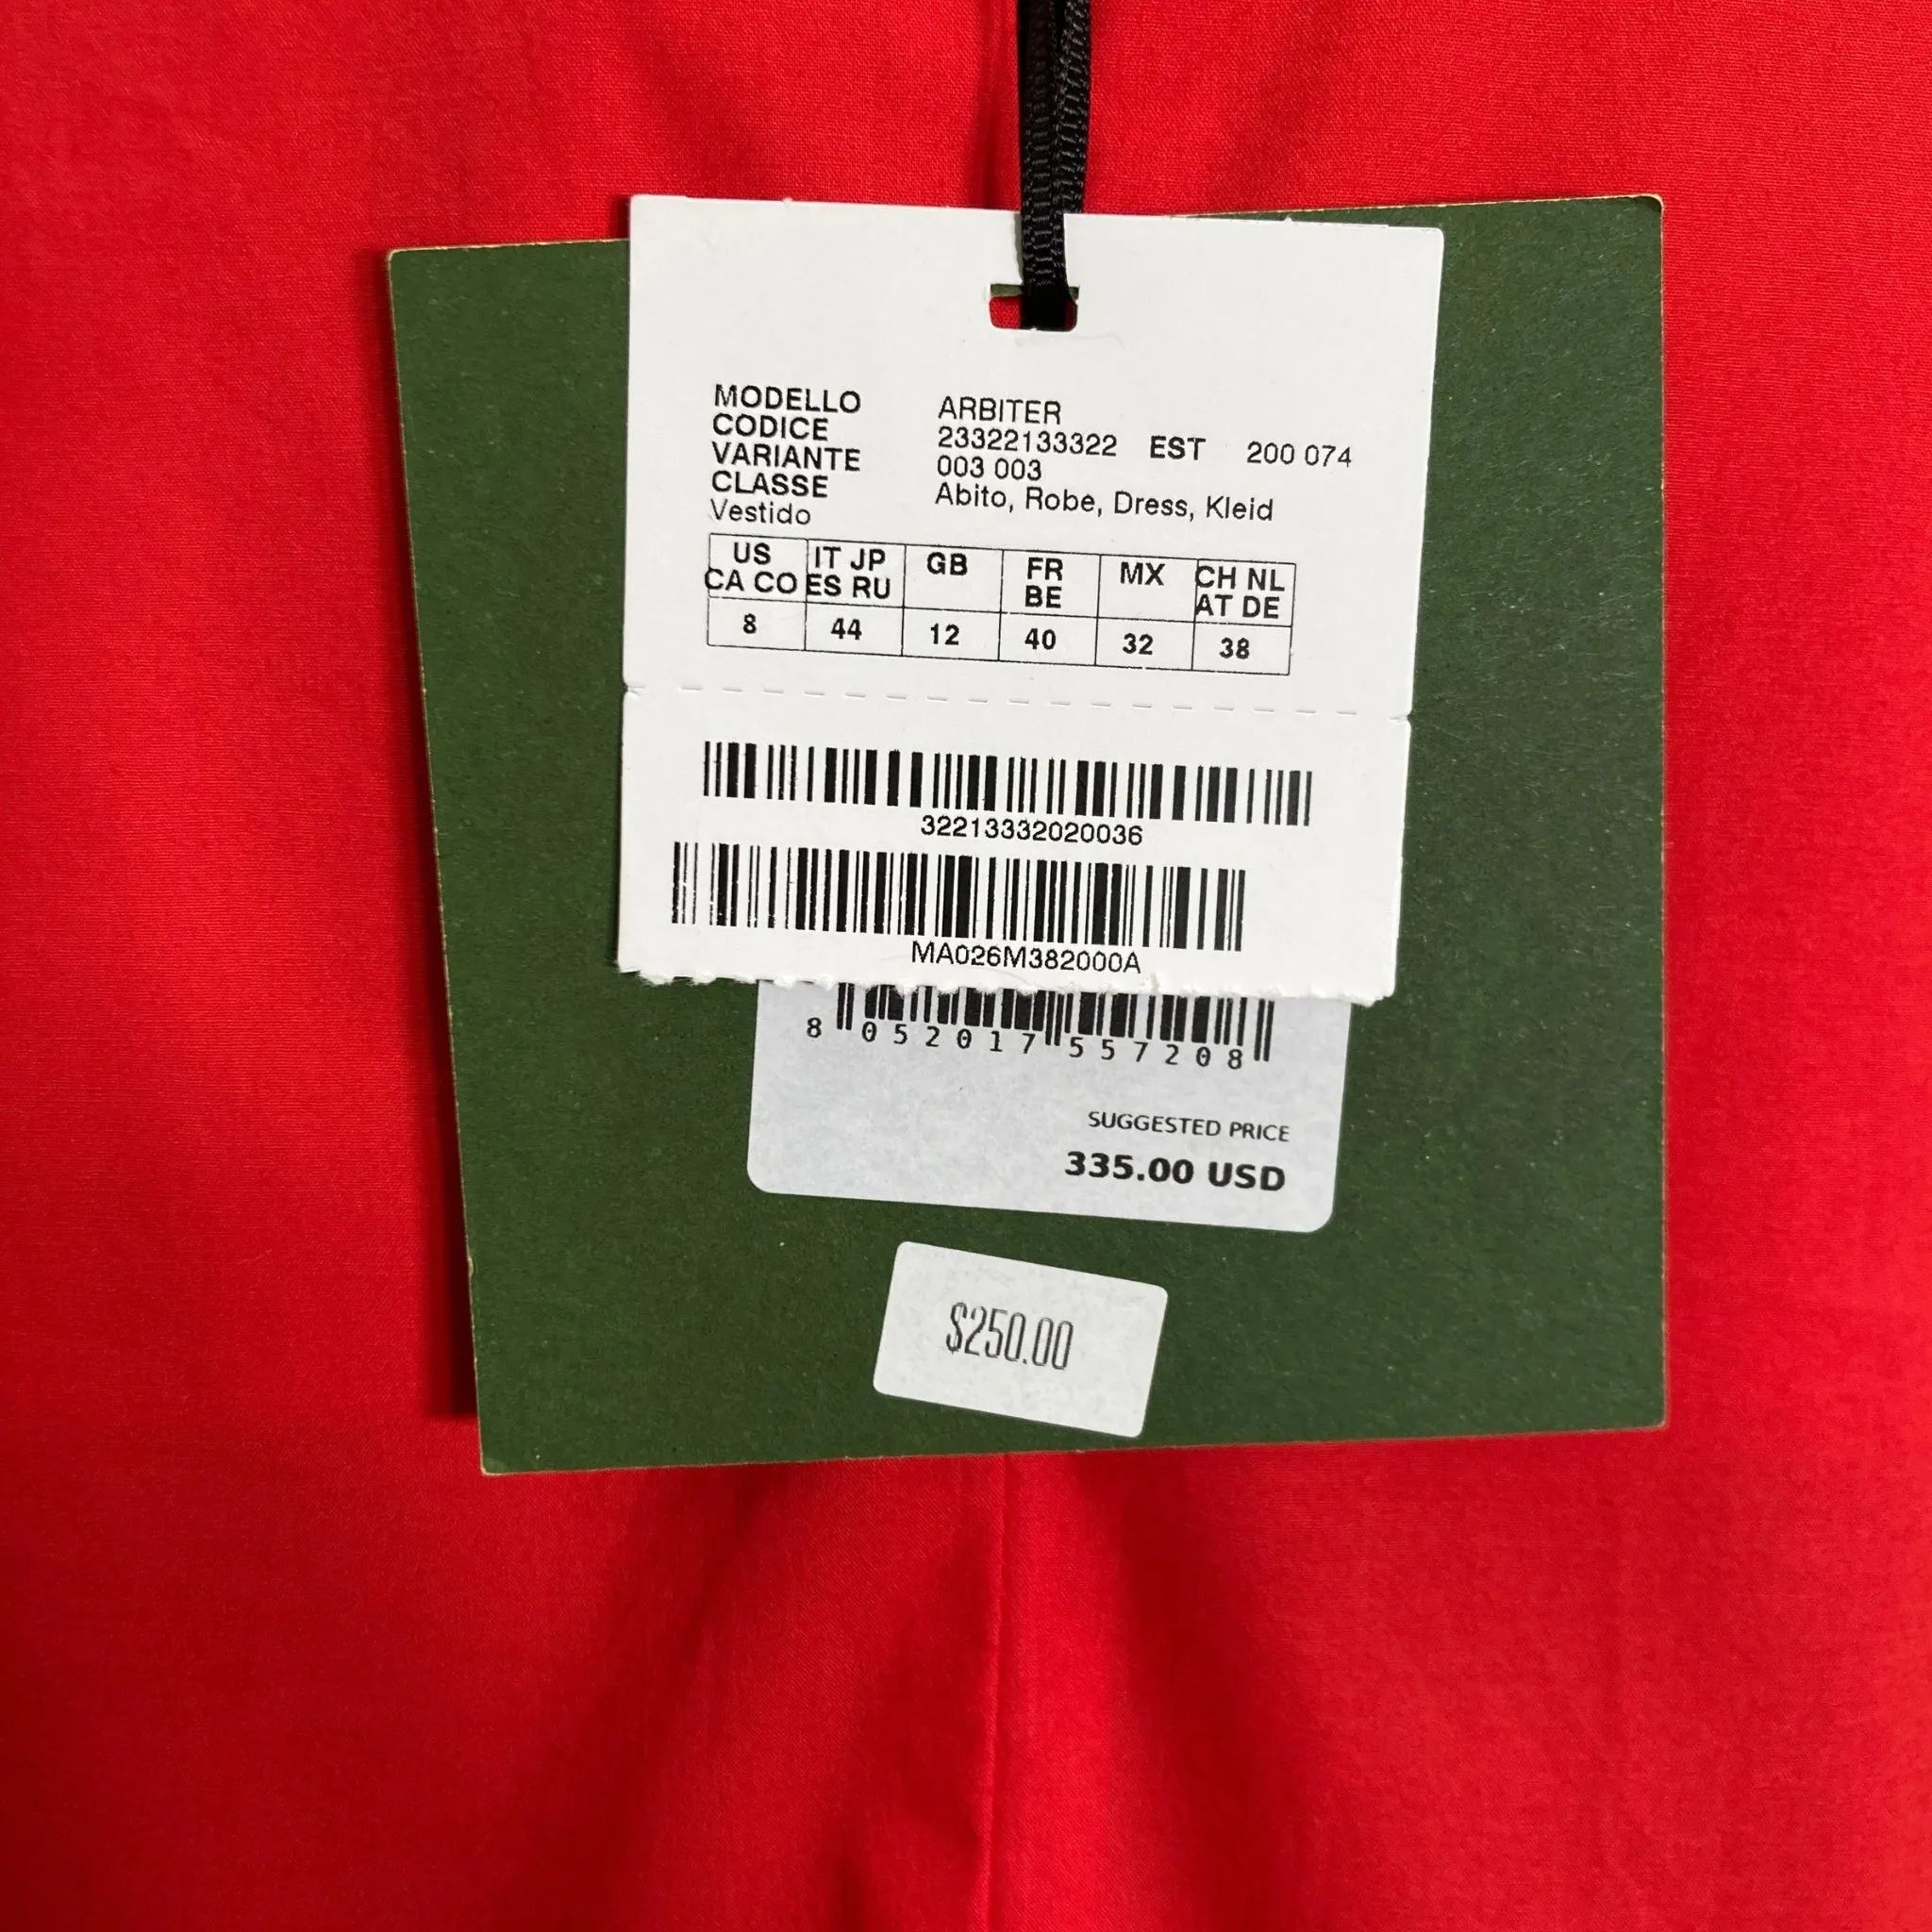 MODELLO ARBITER
CODICE 23322133322 EST 200 074
VARIANTE 003 003
CLASSE Abito, Robe, Dress, Kleid
Vestido
US IT JP GB FR MX CH NL
CA CO ES RU BE AT DE
8 44 12 40 32 38
32213332020036
MA026M382000A
8 052017 557208
SUGGESTED PRICE
335.00 USD
$250.00